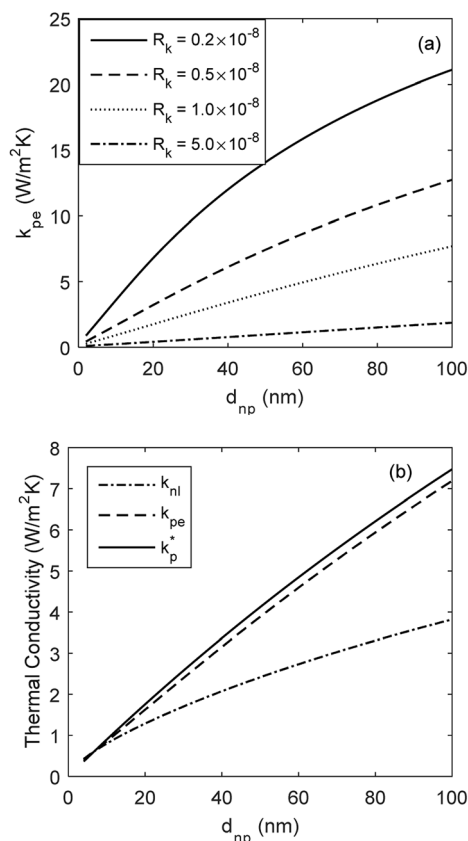 25
20
15
10
5
0
k_pe (W/m²K)
R_k = 0.2×10⁻⁸
R_k = 0.5×10⁻⁸
R_k = 1.0×10⁻⁸
R_k = 5.0×10⁻⁸
(a)
0 20 40 60 80 100
d_np (nm)
8
7
6
5
4
3
2
1
0
Thermal Conductivity (W/m²K)
k_nl
k_pe
k_p^*
(b)
0 20 40 60 80 100
d_np (nm)